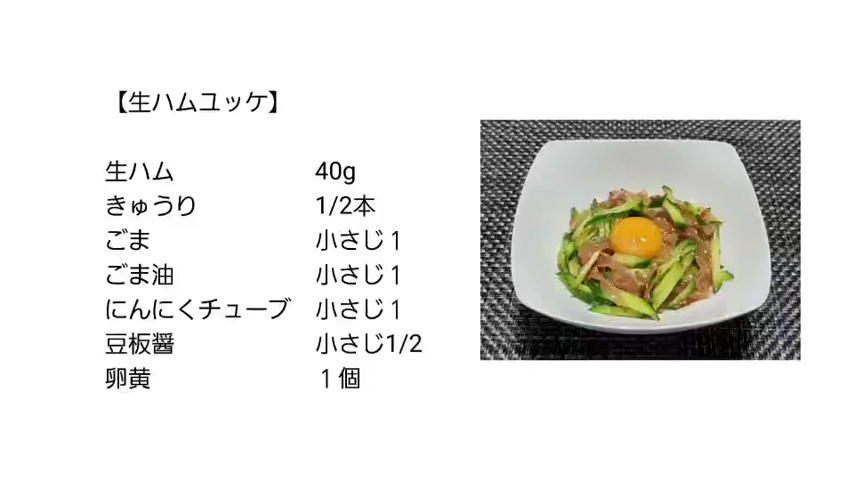 【生ハムユッケ】
生ハム 40g
きゅうり 1/2本
ごま 小さじ１
ごま油 小さじ１
にんにくチューブ 小さじ１
豆板醤 小さじ1/2
卵黄 １個